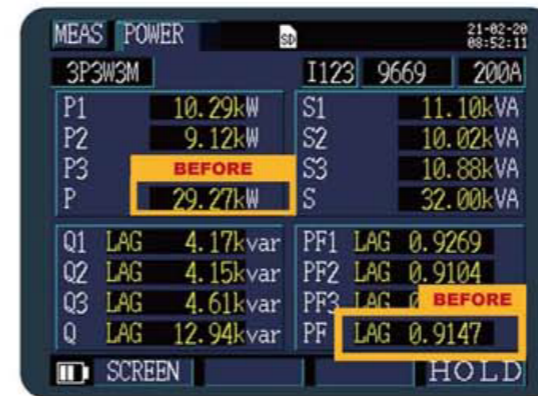 MEAS POWER SD 21-02-20
08:52:11
3P3W3M I123 9669 200A
P1 10.29kW
P2 9.12kW
P3 BEFORE
P 29.27kW
S1 11.10kVA
S2 10.02kVA
S3 10.88kVA
S 32.00kVA
Q1 LAG 4.17kvar
Q2 LAG 4.15kvar
Q3 LAG 4.61kvar
Q LAG 12.94kvar
PF1 LAG 0.9269
PF2 LAG 0.9104
PF3 LAG BEFORE
PF LAG 0.9147
SCREEN HOLD